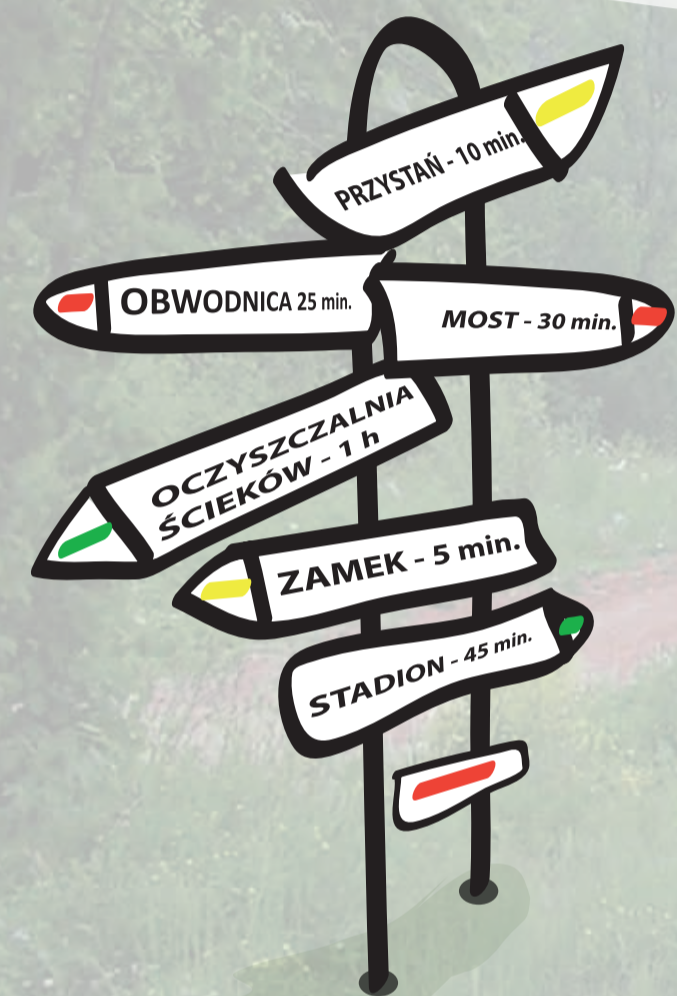 PRZYSTAŃ - 10 min.
OBWODNICA 25 min.
MOST - 30 min.
OCZYSZCZALNIA
ŚCIEKÓW - 1 h
ZAMEK - 5 min.
STADION - 45 min.